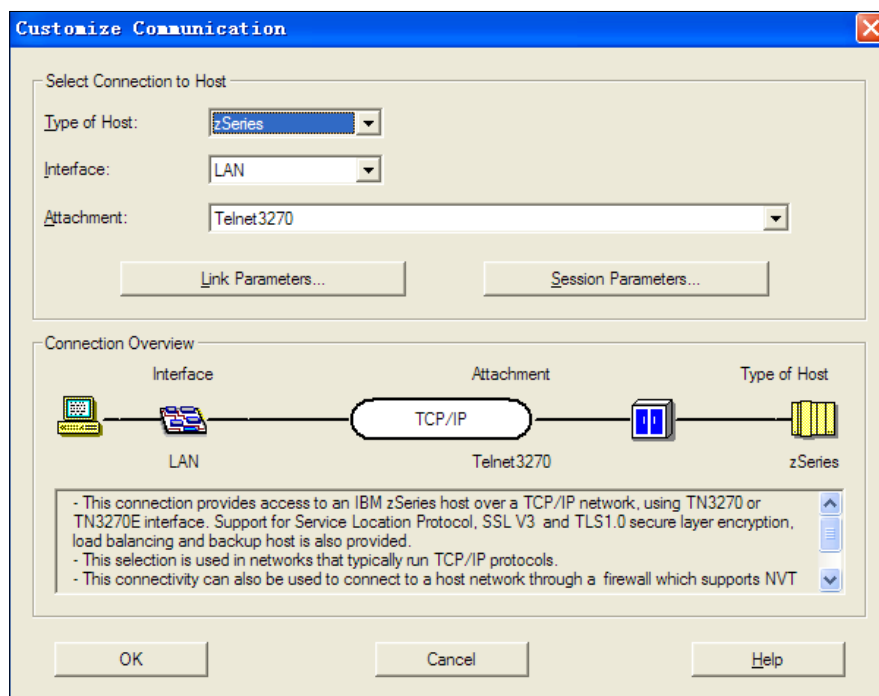 Customize Communication
Select Connection to Host
Type of Host:
zSeries
Interface:
LAN
Attachment:
Telnet3270
Link Parameters...
Session Parameters...
Connection Overview
Interface
Attachment
Type of Host
TCP/IP
LAN
Telnet3270
zSeries
- This connection provides access to an IBM zSeries host over a TCP/IP network, using TN3270 or
TN3270E interface. Support for Service Location Protocol, SSL V3 and TLS1.0 secure layer encryption,
load balancing and backup host is also provided.
- This selection is used in networks that typically run TCP/IP protocols.
- This connectivity can also be used to connect to a host network through a firewall which supports NVT
OK
Cancel
Help